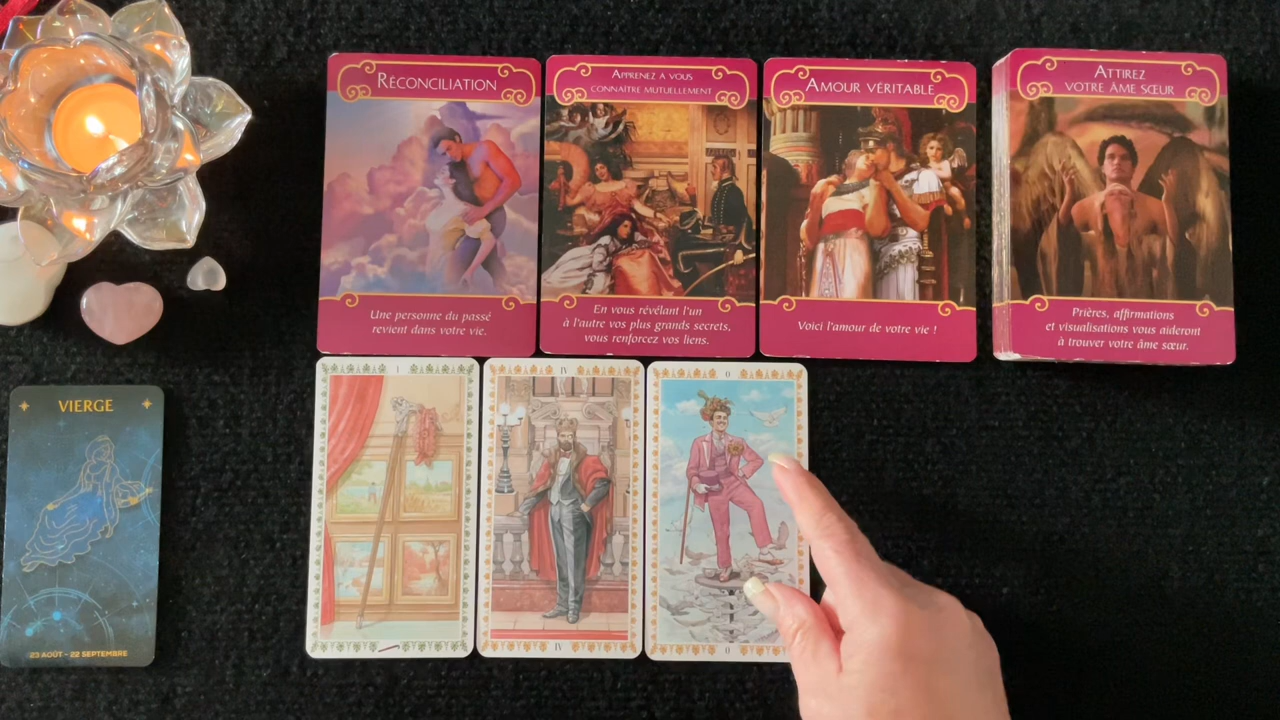 RÉCONCILIATION
Une personne du passé
revient dans votre vie.
APPRENEZ A VOUS
CONNAÎTRE MUTUELLEMENT
En vous révélant l'un
à l'autre vos plus grands secrets,
vous renforcez vos liens.
AMOUR VÉRITABLE
Voici l'amour de votre vie !
ATTIREZ
VOTRE ÂME SŒUR
Prières, affirmations
et visualisations vous aideront
à trouver votre âme sœur.
VIERGE
23 AOÛT - 22 SEPTEMBRE
I
IV
IV
0
0